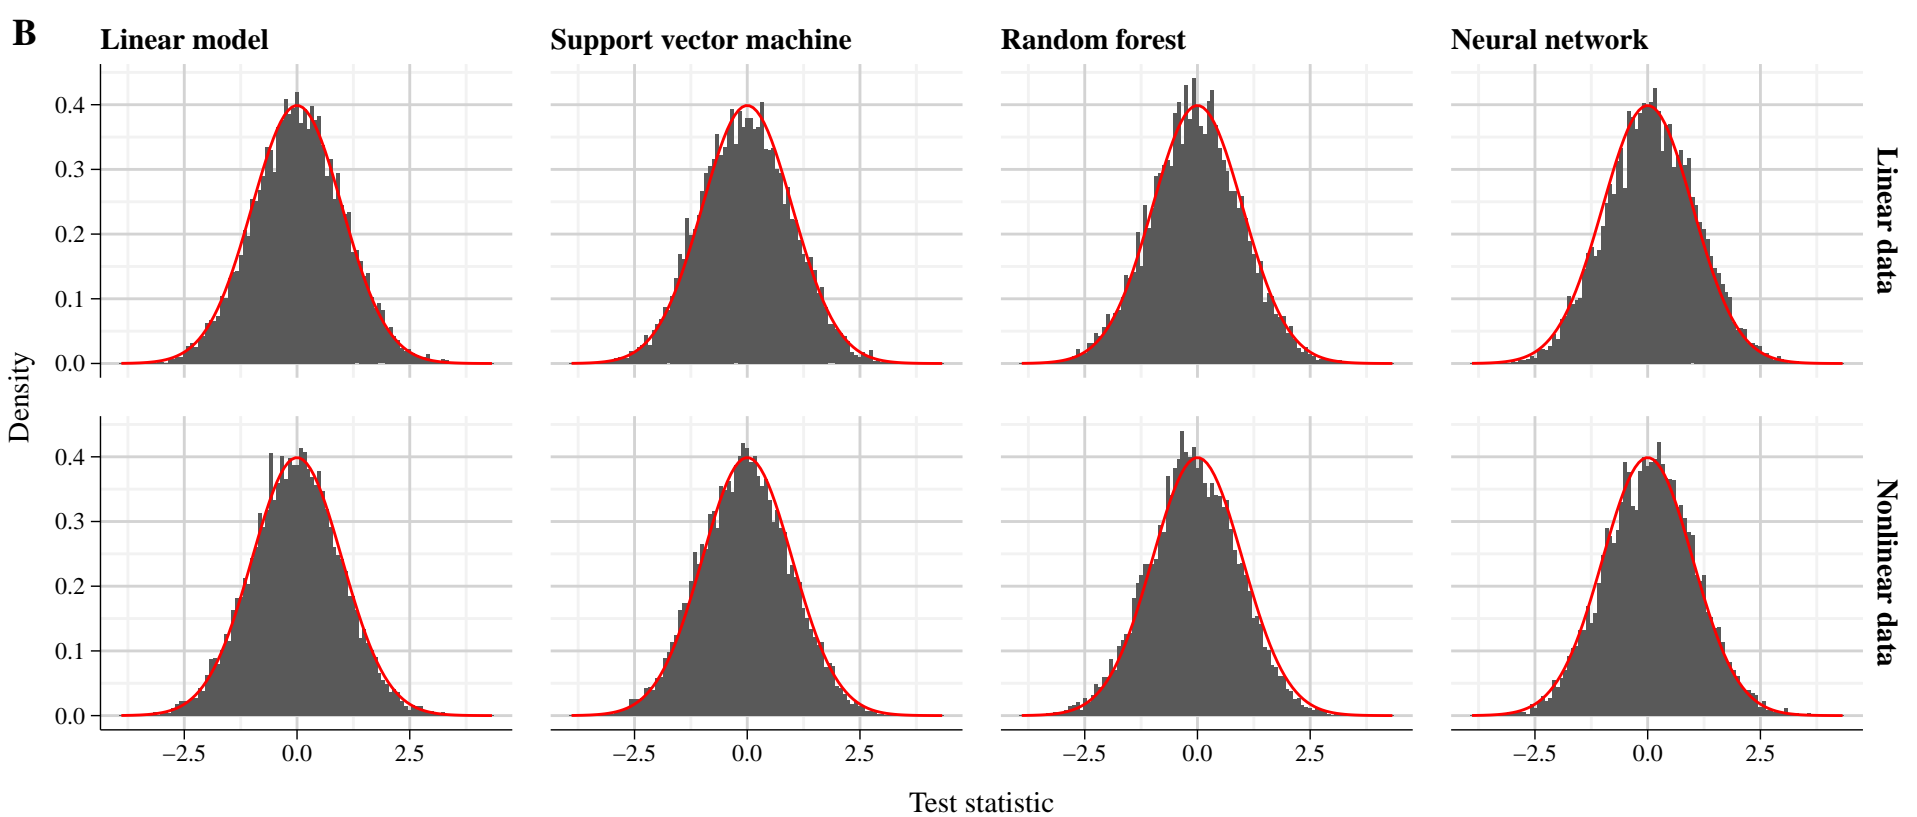 B
Linear model
Support vector machine
Random forest
Neural network
0.4
0.3
0.2
0.1
0.0
Linear data
Density
0.4
0.3
0.2
0.1
0.0
Nonlinear data
−2.5 0.0 2.5
−2.5 0.0 2.5
−2.5 0.0 2.5
−2.5 0.0 2.5
Test statistic